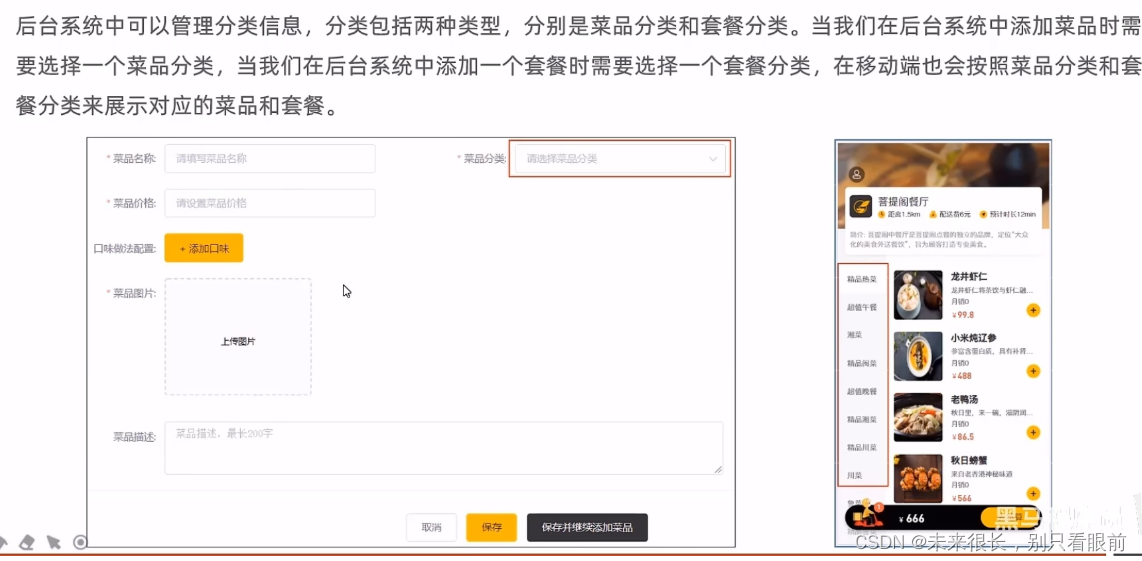 后台系统中可以管理分类信息，分类包括两种类型，分别是菜品分类和套餐分类。当我们在后台系统中添加菜品时需
要选择一个菜品分类，当我们在后台系统中添加一个套餐时需要选择一个套餐分类，在移动端也会按照菜品分类和套
餐分类来展示对应的菜品和套餐。
* 菜品名称: 请填写菜品名称
* 菜品分类: 请选择菜品分类
* 菜品价格: 请设置菜品价格
口味做法配置: + 添加口味
* 菜品图片:
上传图片
菜品描述: 菜品描述，最长200字
取消 保存 保存并继续添加菜品
菩提阁餐厅
距离1.5km 配送费6元 预计时长12min
简介: 菩提阁中餐厅是菩提阁点餐的独立的品牌，定位“大众
化的美食外送餐饮”，旨为顾客打造专业美食。
精品热菜
超值午餐
湘菜
精品闽菜
超值晚餐
精品湘菜
精品川菜
川菜
龙井虾仁
龙井虾仁将茶饮与虾仁融...
月销0
¥99.8
小米炖辽参
参富含蛋白质，具有补肾...
月销0
¥488
老鸭汤
秋日里，来一碗，滋阴润...
月销0
¥86.5
秋日螃蟹
来自老香港神秘味道
月销0
¥566
1
¥ 666
CSDN @未来很长，别只看眼前